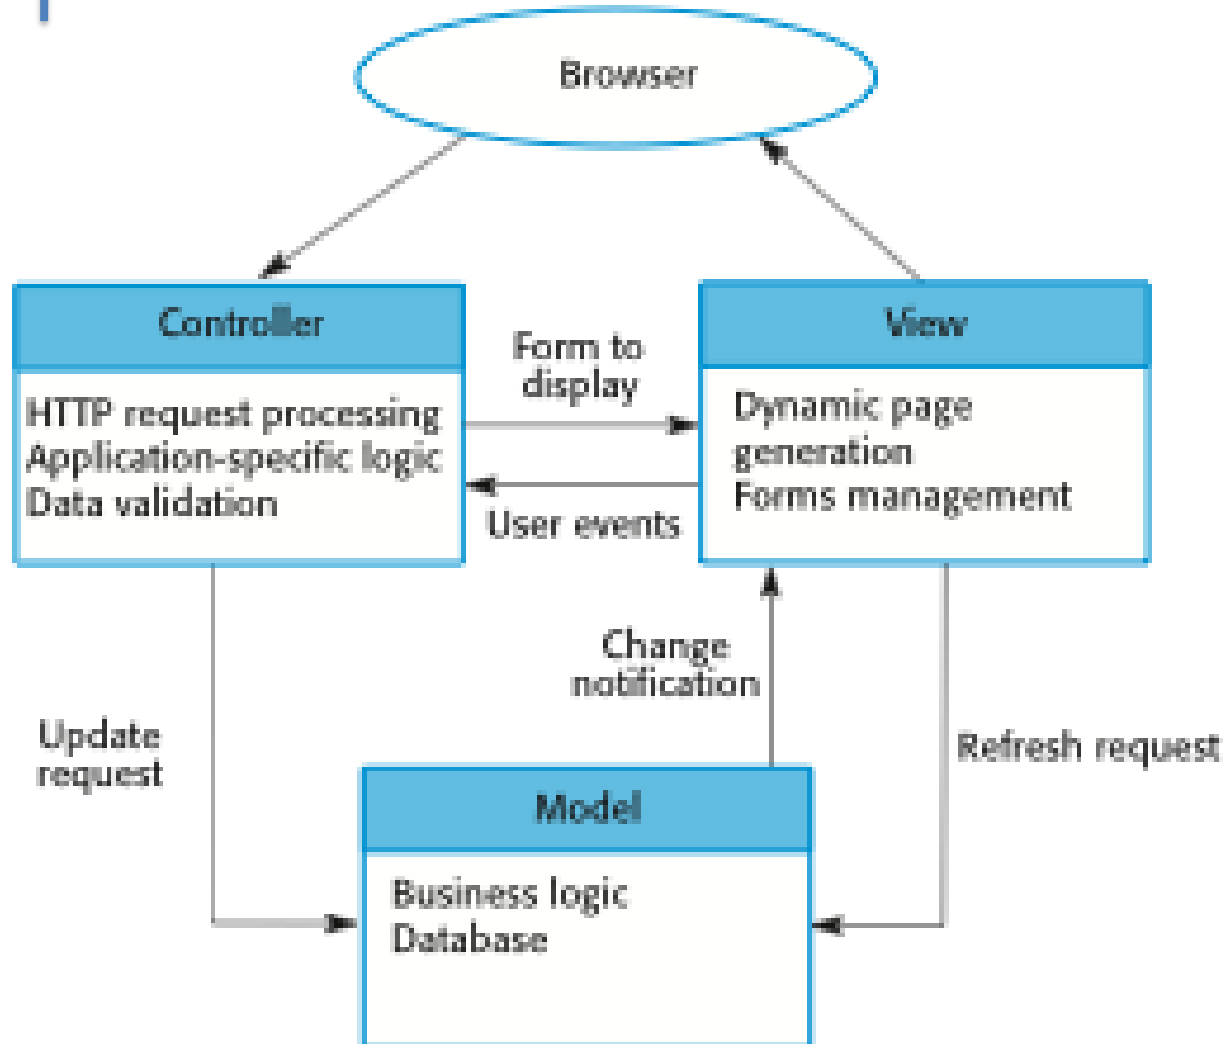 Browser
Controller
HTTP request processing
Application-specific logic
Data validation
Form to
display
User events
View
Dynamic page
generation
Forms management
Update
request
Change
notification
Refresh request
Model
Business logic
Database